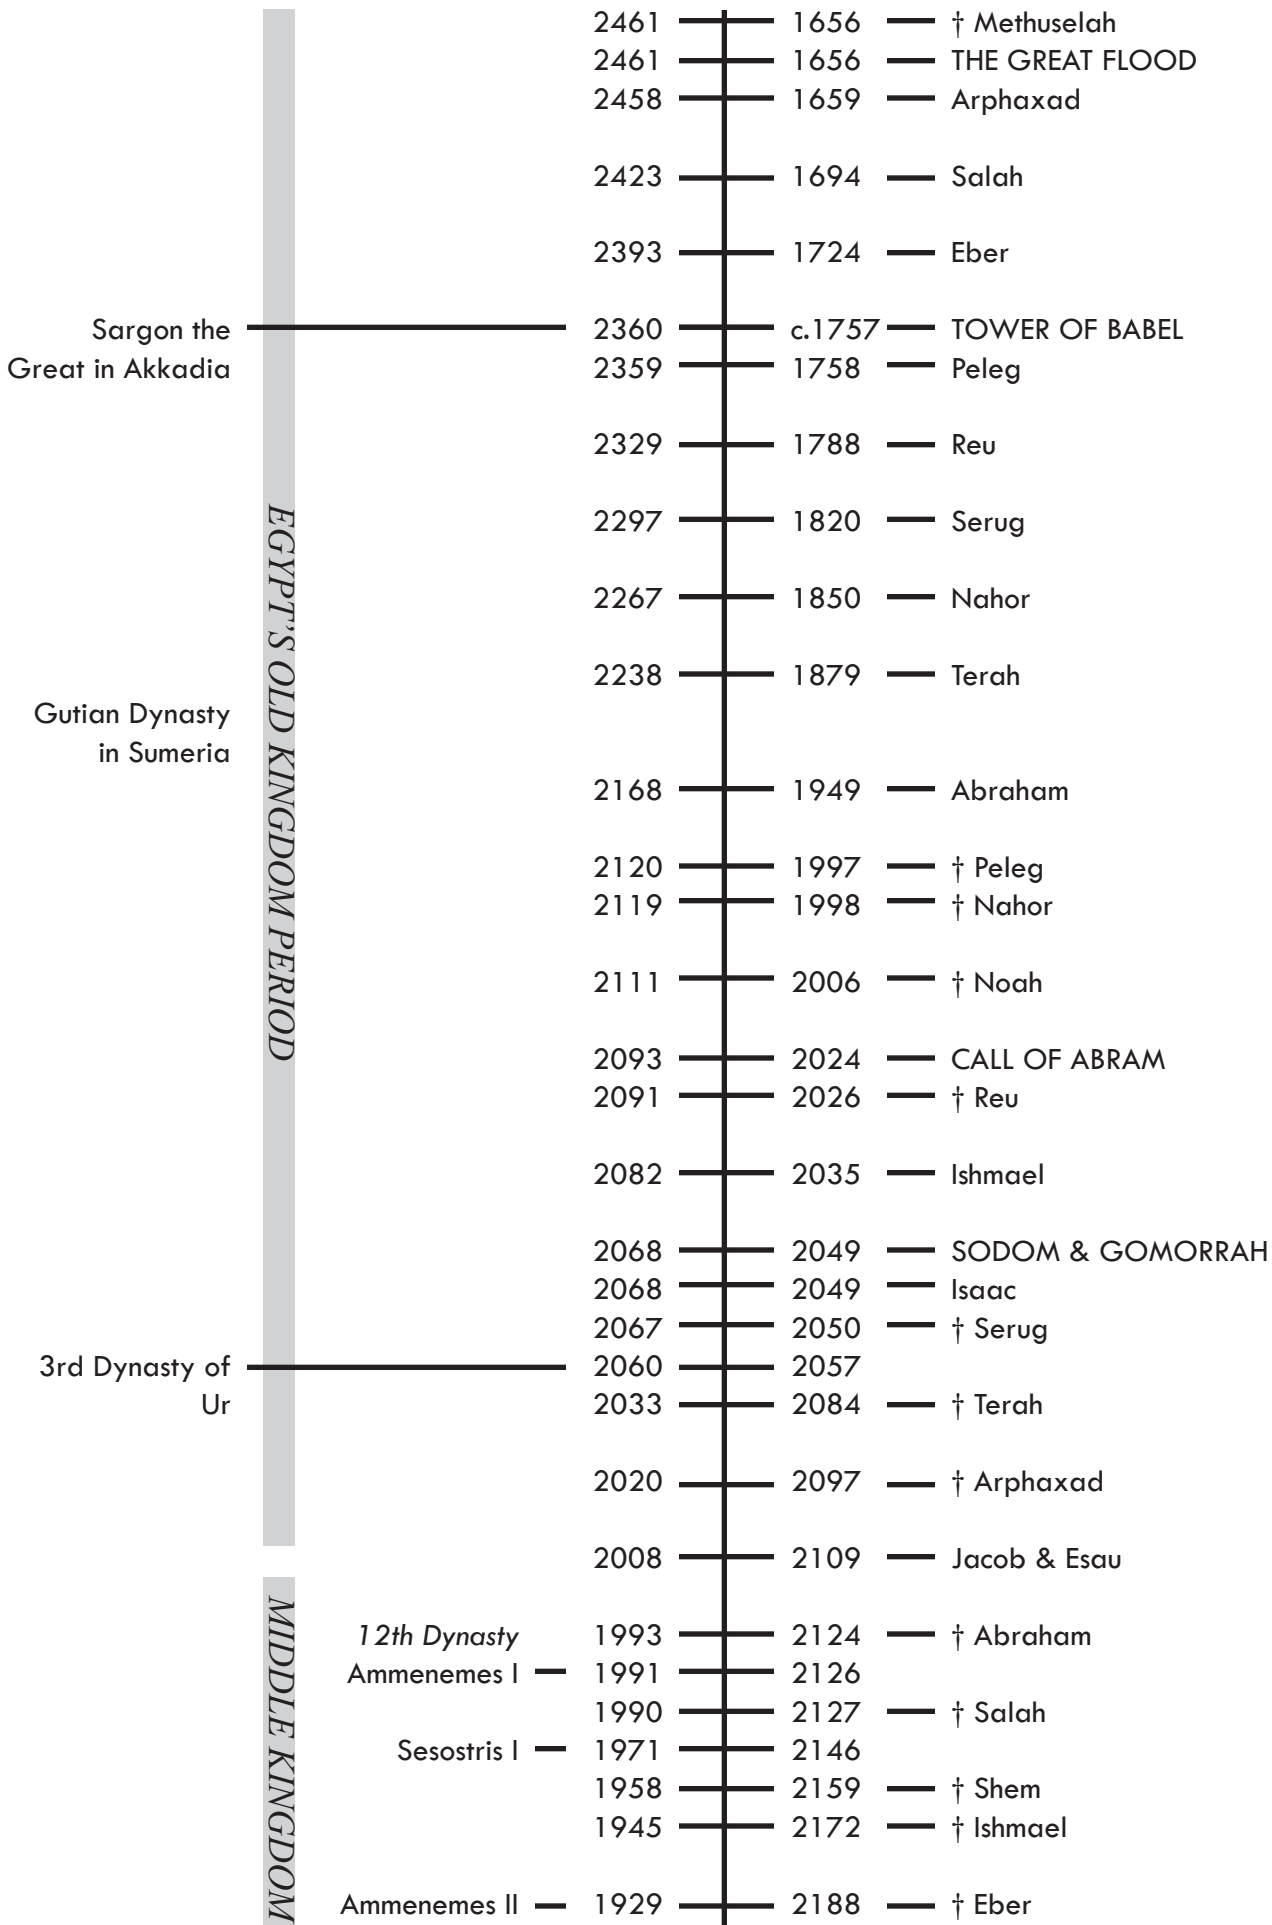 2461 1656 † Methuselah
2461 1656 THE GREAT FLOOD
2458 1659 Arphaxad
2423 1694 Salah
2393 1724 Eber
Sargon the 2360 c.1757 TOWER OF BABEL
Great in Akkadia 2359 1758 Peleg
2329 1788 Reu
EGYPT'S OLD KINGDOM PERIOD
2297 1820 Serug
2267 1850 Nahor
2238 1879 Terah
Gutian Dynasty
in Sumeria
2168 1949 Abraham
2120 1997 † Peleg
2119 1998 † Nahor
2111 2006 † Noah
2093 2024 CALL OF ABRAM
2091 2026 † Reu
2082 2035 Ishmael
2068 2049 SODOM & GOMORRAH
2068 2049 Isaac
2067 2050 † Serug
3rd Dynasty of 2060 2057
Ur 2033 2084 † Terah
2020 2097 † Arphaxad
2008 2109 Jacob & Esau
MIDDLE KINGDOM
12th Dynasty 1993 2124 † Abraham
Ammenemes I 1991 2126
1990 2127 † Salah
Sesostris I 1971 2146
1958 2159 † Shem
1945 2172 † Ishmael
Ammenemes II 1929 2188 † Eber